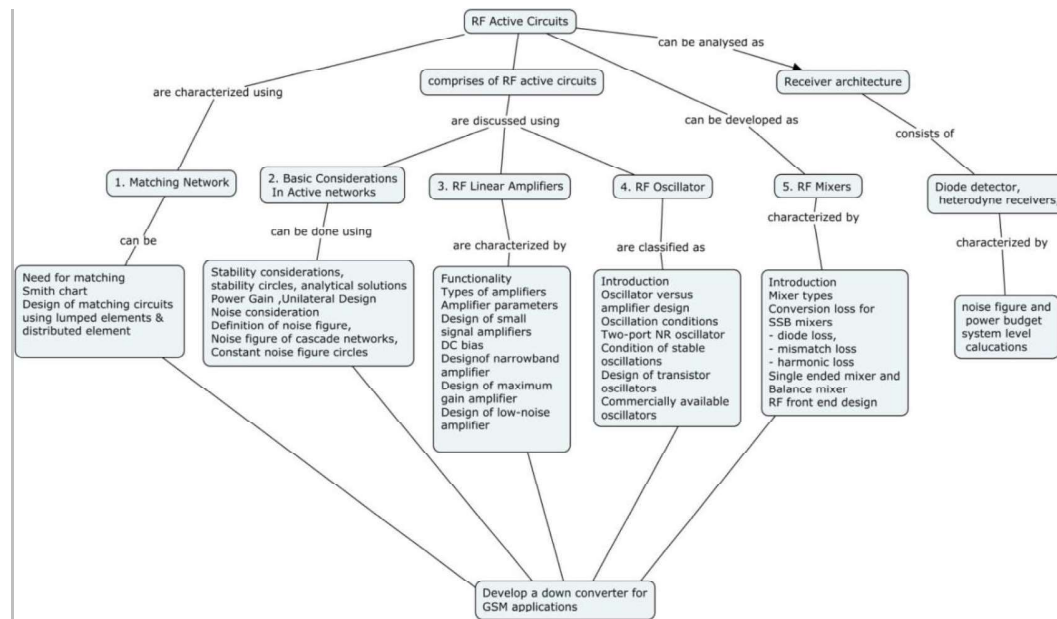 RF Active Circuits
can be analysed as
comprises of RF active circuits
Receiver architecture
are characterized using
are discussed using
can be developed as
consists of
1. Matching Network
2. Basic Considerations
In Active networks
3. RF Linear Amplifiers
4. RF Oscillator
5. RF Mixers
Diode detector,
heterodyne receivers,
can be
can be done using
are characterized by
are classified as
characterized by
characterized by
Need for matching
Smith chart
Design of matching circuits
using lumped elements &
distributed element
Stability considerations,
stability circles, analytical solutions
Power Gain ,Unilateral Design
Noise consideration
Definition of noise figure,
Noise figure of cascade networks,
Constant noise figure circles
Functionality
Types of amplifiers
Amplifier parameters
Design of small
signal amplifiers
DC bias
Designof narrowband
amplifier
Design of maximum
gain amplifier
Design of low-noise
amplifier
Introduction
Oscillator versus
amplifier design
Oscillation conditions
Two-port NR oscillator
Condition of stable
oscillations
Design of transistor
oscillators
Commercially available
oscillators
Introduction
Mixer types
Conversion loss for
SSB mixers
- diode loss,
- mismatch loss
- harmonic loss
Single ended mixer and
Balance mixer
RF front end design
noise figure and
power budget
system level
calucations
Develop a down converter for
GSM applications